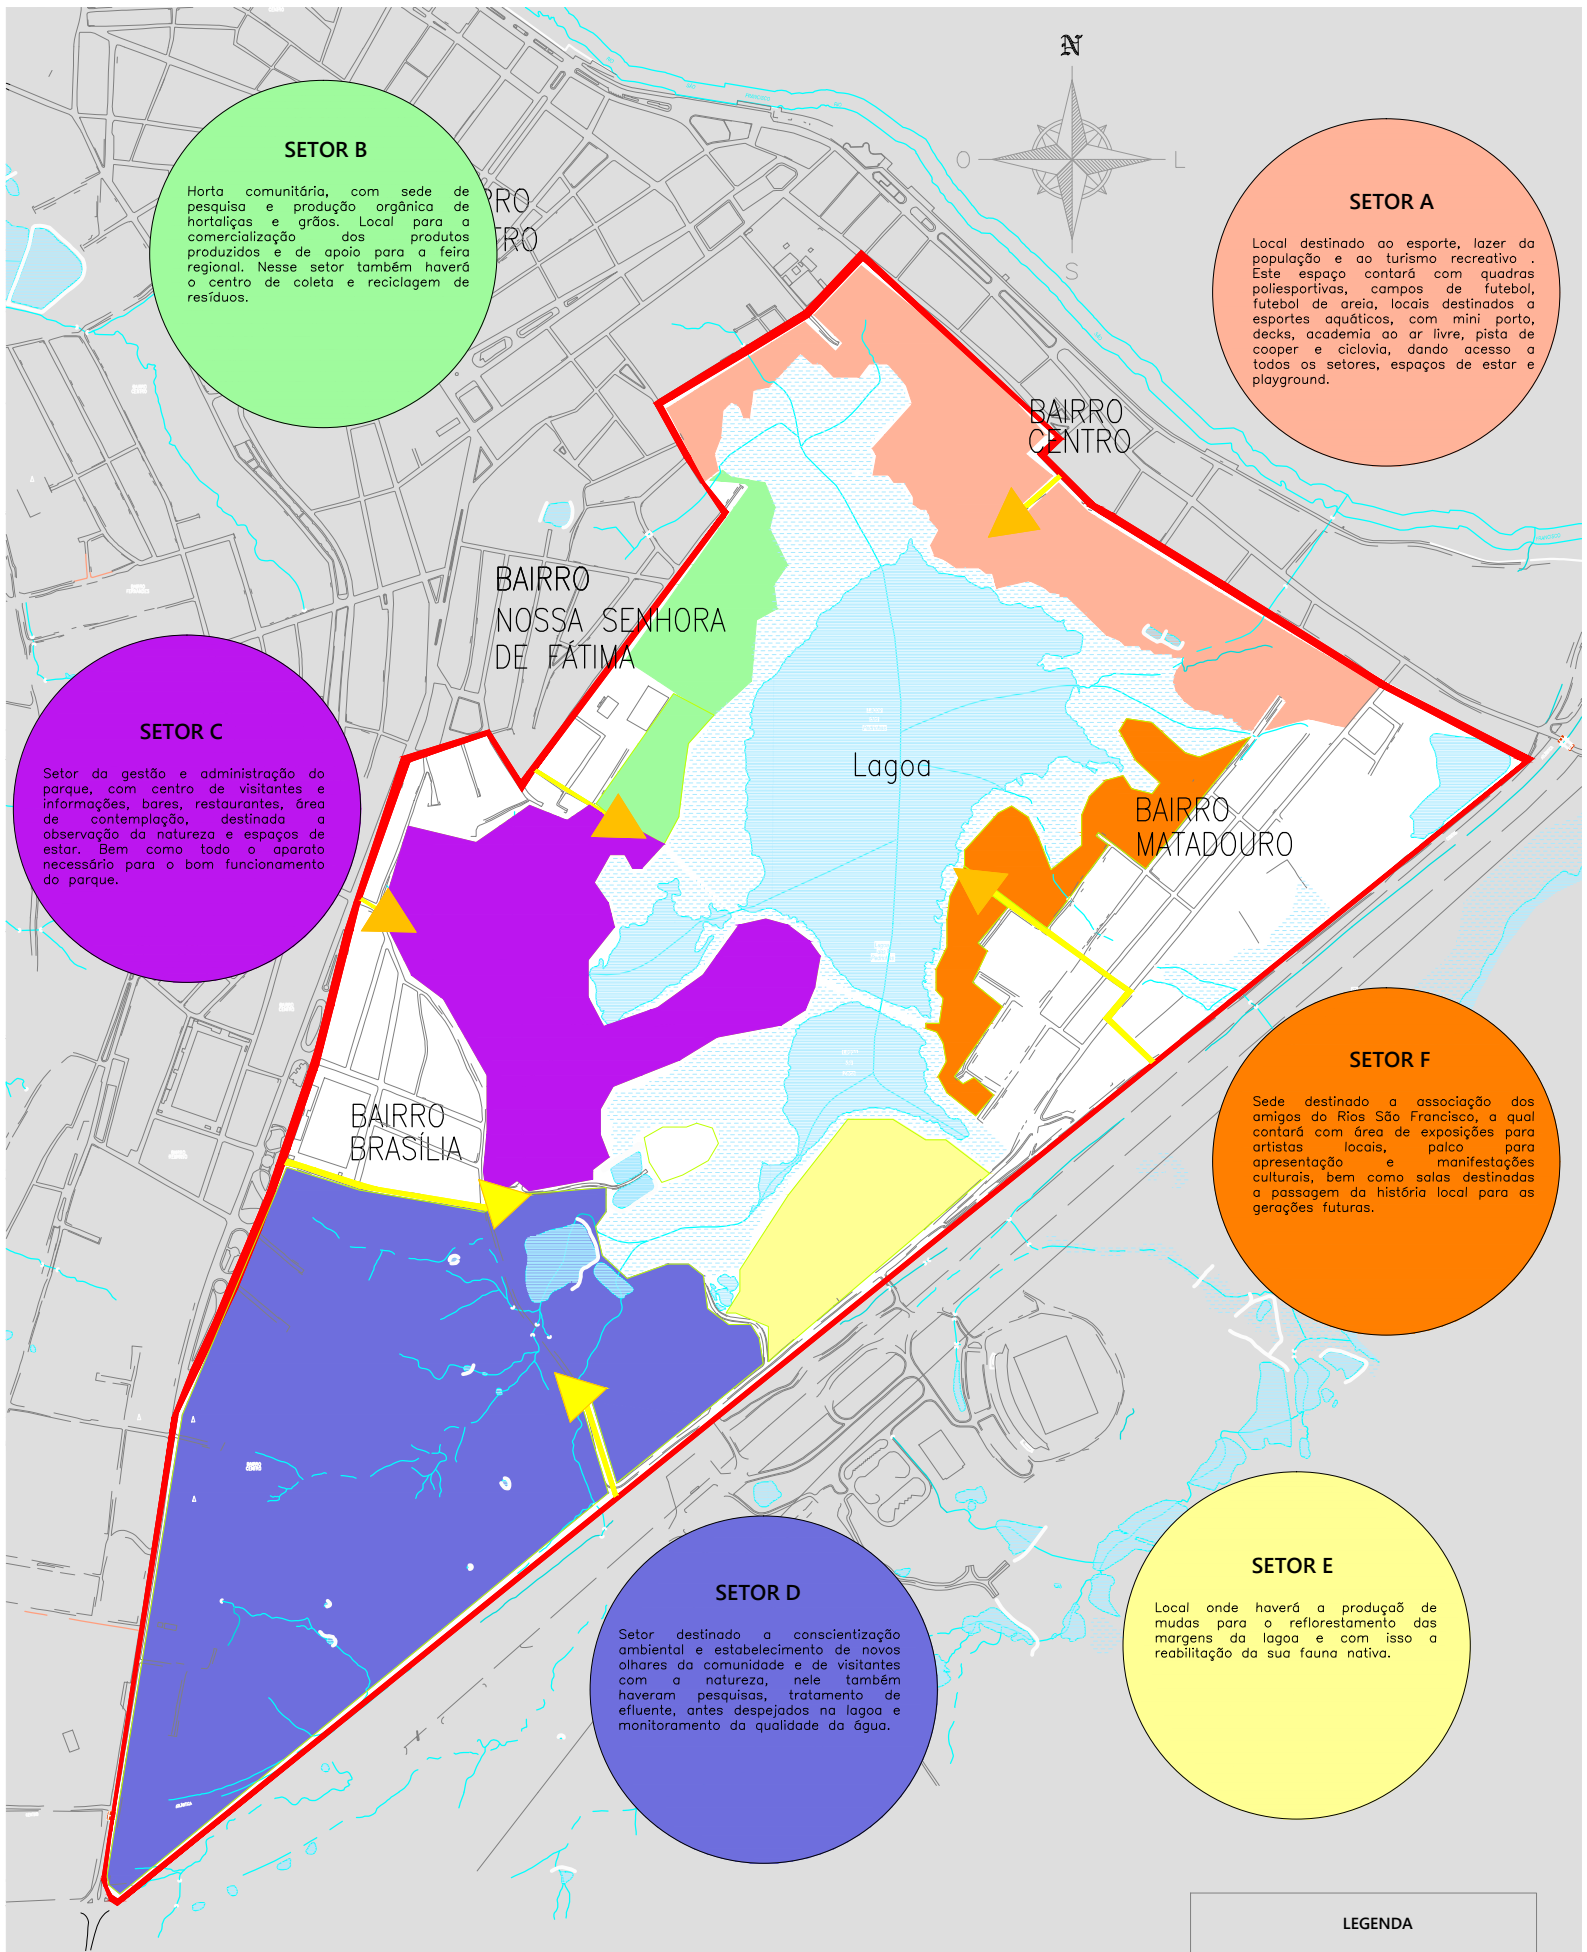 N
O
L
S
SETOR B
Horta comunitária, com sede de
pesquisa e produção orgânica de
hortaliças e grãos. Local para a
comercialização dos produtos
produzidos e de apoio para a feira
regional. Nesse setor também haverá
o centro de coleta e reciclagem de
resíduos.
RO
TRO
SETOR A
Local destinado ao esporte, lazer da
população e ao turismo recreativo .
Este espaço contará com quadras
poliesportivas, campos de futebol,
futebol de areia, locais destinados a
esportes aquáticos, com mini porto,
decks, academia ao ar livre, pista de
cooper e ciclovia, dando acesso a
todos os setores, espaços de estar e
playground.
BAIRRO
CENTRO
BAIRRO
NOSSA SENHORA
DE FÁTIMA
SETOR C
Setor da gestão e administração do
parque, com centro de visitantes e
informações, bares, restaurantes, área
de contemplação, destinada a
observação da natureza e espaços de
estar. Bem como todo o aparato
necessário para o bom funcionamento
do parque.
Lagoa
BAIRRO
MATADOURO
BAIRRO
BRASÍLIA
SETOR F
Sede destinado a associação dos
amigos do Rios São Francisco, a qual
contará com área de exposições para
artistas locais, palco para
apresentação e manifestações
culturais, bem como salas destinadas
a passagem da história local para as
gerações futuras.
SETOR D
Setor destinado a conscientização
ambiental e estabelecimento de novos
olhares da comunidade e de visitantes
com a natureza, nele também
haveram pesquisas, tratamento de
efluente, antes despejados na lagoa e
monitoramento da qualidade da água.
SETOR E
Local onde haverá a produçaõ de
mudas para o reflorestamento das
margens da lagoa e com isso a
reabilitação da sua fauna nativa.
LEGENDA